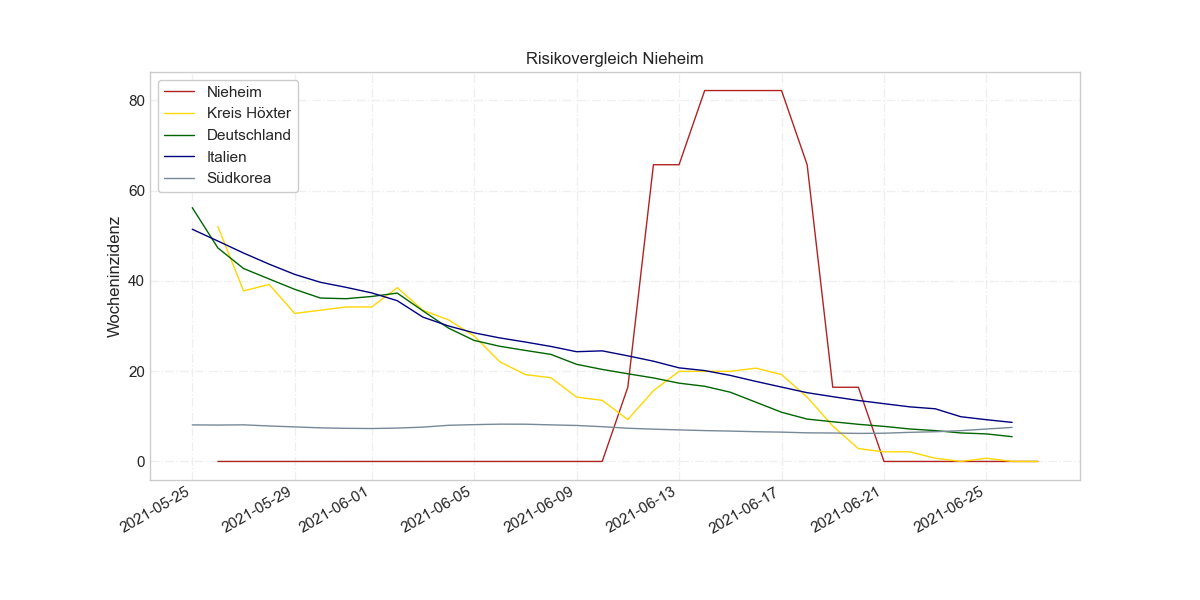 Risikovergleich Nieheim
Nieheim
Kreis Höxter
Deutschland
Italien
Südkorea
Wocheninzidenz
80
60
40
20
0
2021-05-25
2021-05-29
2021-06-01
2021-06-05
2021-06-09
2021-06-13
2021-06-17
2021-06-21
2021-06-25